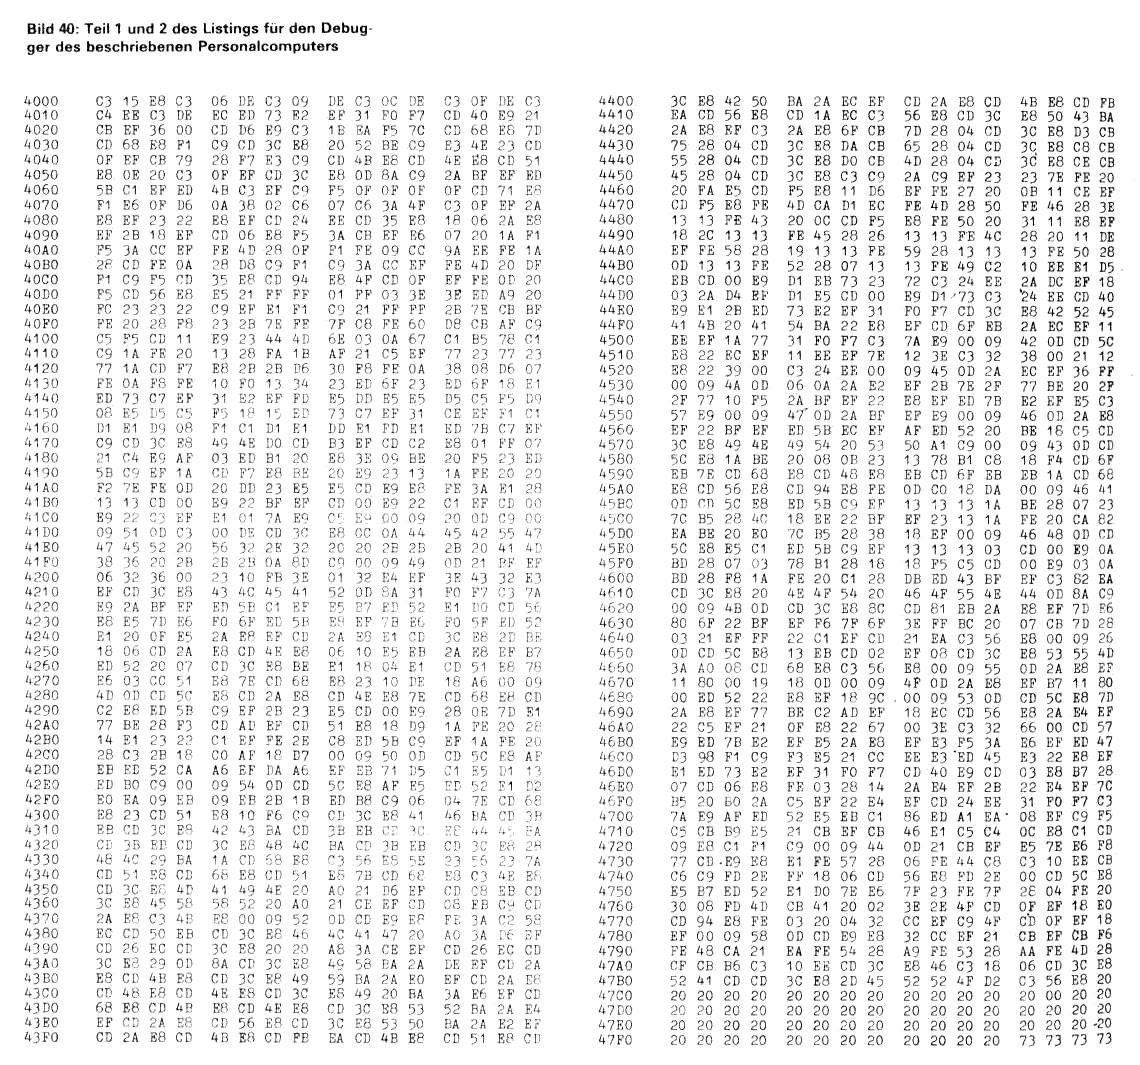 Bild 40: Teil 1 und 2 des Listings für den Debug-
ger des beschriebenen Personalcomputers
4000 C3 15 E8 C3 06 DE C3 09 DE C3 0C DE C3 0F DE C3
4010 C4 EE C3 DE EC ED 73 E2 EF 31 F0 F7 CD 40 E9 21
4020 CB EF 36 00 CD D6 E9 C3 1B EA F5 7C CD 68 E8 7D
4030 CD 68 E8 F1 C9 CD 3C E8 20 52 BE C9 E3 4E 23 CD
4040 0F EF CB 79 28 F7 E3 C9 CD 4B E8 CD 4E E8 CD 51
4050 E8 0E 20 C3 0F EF CD 3C E8 0D 8A C9 2A BF EF ED
4060 5B C1 EF ED 4B C3 EF C9 F5 0F 0F 0F 0F CD 71 E8
4070 F1 E6 0F D6 0A 38 02 C6 07 C6 3A 4F C3 0F EF 2A
4080 E8 EF 23 22 E8 EF CD 24 EE CD 35 E8 18 06 2A E8
4090 EF 2B 18 EF CD 06 E8 F5 3A CB EF E6 07 20 1A F1
40A0 F5 3A CC EF FE 4D 28 0F F1 FE 09 CC 9A EE FE 1A
40B0 28 CD FE 0A 28 D8 C9 F1 C9 3A CC EF FE 4D 20 DF
40C0 F1 C9 F5 CD 35 E8 CD 94 E8 4F CD 0F EF FE 0D 20
40D0 F5 CD 56 E8 E5 21 FF FF 01 FF 03 3E 3E ED A9 20
40E0 FC 23 23 22 C9 EF E1 F1 C9 21 FF FF 2B 7E CB BF
40F0 FE 20 28 F8 23 2B 7E FE 7F C8 FE 60 D8 CB AF C9
4100 C5 F5 CD 11 E9 23 44 4D 6E 03 0A 67 C1 B5 78 C1
4110 C9 1A FE 20 13 28 FA 1B AF 21 C5 EF 77 23 77 23
4120 77 1A CD F7 E8 2B 2B D6 30 F8 FE 0A 38 08 D6 07
4130 FE 0A F8 FE 10 F0 13 34 23 ED 6F 23 ED 6F 18 E1
4140 ED 73 C7 EF 31 E2 EF FD E5 DD E5 E5 D5 C5 F5 D9
4150 08 E5 D5 C5 F5 18 15 ED 73 C7 EF 31 CE EF F1 C1
4160 D1 E1 D9 08 F1 C1 D1 E1 DD E1 FD E1 ED 7B C7 EF
4170 C9 CD 3C E8 49 4E D0 CD B3 EF CD C2 E8 01 FF 07
4180 21 C4 E9 AF 03 ED B1 20 E8 3E 09 BE 20 F5 23 ED
4190 5B C9 EF 1A CD F7 E8 BE 20 E9 23 13 1A FE 20 20
41A0 F2 7E FE 0D 20 DD 23 E5 E5 CD E9 E8 FE 3A E1 28
41B0 13 13 CD 00 E9 22 BF EF CD 00 E9 22 C1 EF CD 00
41C0 E9 22 C3 EF E1 01 7A E9 C5 E9 00 09 20 0D C9 00
41D0 09 51 0D C3 00 DE CD 3C E8 0C 0A 44 45 42 55 47
41E0 47 45 52 20 56 32 2E 32 20 20 2B 2B 2B 20 41 4D
41F0 38 36 20 2B 2B 2B 0A 8D C9 00 09 49 0D 21 BF EF
4200 06 32 36 00 23 10 FB 3E 01 32 E4 EF 3E 43 32 E3
4210 EF CD 3C E8 43 4C 45 41 52 0D 8A 31 F0 F7 C3 7A
4220 E9 2A BF EF ED 5B C1 EF E5 B7 ED 52 E1 D0 CD 56
4230 E8 E5 7D E6 F0 6F ED 5B E8 EF 7B E6 F0 5F ED 52
4240 E1 20 0F E5 2A E8 EF CD 2A E8 E1 CD 3C E8 2D BE
4250 18 06 CD 2A E8 CD 4E E8 06 10 E5 EB 2A E8 EF B7
4260 ED 52 20 07 CD 3C E8 BE E1 18 04 E1 CD 51 E8 78
4270 E6 03 CC 51 E8 7E CD 68 E8 23 10 DE 18 A6 00 09
4280 4D 0D CD 5C E8 CD 2A E8 CD 4E E8 7E CD 68 E8 CD
4290 C2 E8 ED 5B C9 EF 2B 23 E5 CD 00 E9 28 0E 7D E1
42A0 77 BE 28 F3 CD AD EF CD 51 E8 18 D9 1A FE 20 28
42B0 14 E1 23 22 C1 EF FE 2E C8 ED 5B C9 EF 1A FE 20
42C0 28 C3 2B 18 C0 AF 18 D7 00 09 50 0D CD 5C E8 AF
42D0 EB ED 52 CA A6 EF DA A6 EF EB 71 D5 C1 E5 D1 13
42E0 ED B0 C9 00 09 54 0D CD 5C E8 AF E5 ED 52 E1 D2
42F0 E0 EA 09 EB 09 EB 2B 1B ED B8 C9 06 04 7E CD 68
4300 E8 23 CD 51 E8 10 F6 C9 CD 3C E8 41 46 BA CD 3B
4310 EB CD 3C E8 42 43 BA CD 3B EB CD 3C E8 44 45 BA
4320 CD 3B EB CD 3C E8 48 4C BA CD 3B EB CD 3C E8 28
4330 48 4C 29 BA 1A CD 68 E8 C3 56 E8 5E 23 56 23 7A
4340 CD 51 E8 CD 68 E8 CD 51 E8 7B CD 68 E8 C3 4E E8
4350 CD 3C E8 4D 41 49 4E 20 A0 21 D6 EF CD 08 EB CD
4360 3C E8 45 58 58 52 20 A0 21 CE EF CD 08 EB CD 56
4370 2A E8 C3 4B E8 00 09 52 0D CD E9 E8 FE 3A C2 58
4380 EC CD 50 EB CD 3C E8 46 4C 41 47 20 A0 3A D6 EF
4390 CD 26 EC CD 3C E8 20 20 A8 3A CE EF CD 26 EC CD
43A0 3C E8 29 0D 8A CD 3C E8 49 58 BA 2A DE EF CD 2A
43B0 E8 CD 4B E8 CD 3C E8 49 59 BA 2A E0 EF CD 2A E8
43C0 CD 48 E8 CD 4E E8 CD 3C E8 49 20 BA 3A E6 EF CD
43D0 68 E8 CD 4B E8 CD 4E E8 CD 3C E8 53 52 BA 2A E4
43E0 EF CD 2A E8 CD 56 E8 CD 3C E8 53 50 BA 2A E2 EF
43F0 CD 2A E8 CD 4B E8 CD FB EA CD 4B E8 CD 51 E8 CD
4400 3C E8 42 50 BA 2A EC EF CD 2A E8 CD 4B E8 CD FB
4410 EA CD 56 E8 CD 1A EC C3 56 E8 CD 3C E8 50 43 BA
4420 2A E8 EF C3 2A E8 6F CB 7D 28 04 CD 3C E8 D3 CB
4430 75 28 04 CD 3C E8 DA CB 65 28 04 CD 3C E8 C8 CB
4440 55 28 04 CD 3C E8 D0 CB 4D 28 04 CD 3C E8 CE CB
4450 45 28 04 CD 3C E8 C3 C9 2A C9 EF 23 23 7E FE 20
4460 20 FA E5 CD F5 E8 11 D6 EF FE 27 20 0B 11 CE EF
4470 CD F5 E8 FE 4D CA D1 EC FE 4D 28 50 FE 46 28 3E
4480 13 13 FE 43 20 0C CD F5 E8 FE 50 20 31 11 E8 EF
4490 18 2C 13 13 FE 45 28 26 13 13 FE 4C 28 20 11 DE
44A0 EF FE 58 28 19 13 13 FE 59 28 13 13 13 FE 50 28
44B0 0D 13 13 FE 52 28 07 13 13 FE 49 C2 10 EE E1 D5
44C0 EB CD 00 E9 D1 EB 73 23 72 C3 24 EE 2A DC EF 18
44D0 03 2A D4 EF D1 E5 CD 00 E9 D1 73 C3 24 EE CD 40
44E0 E9 E1 2B ED 73 E2 EF 31 F0 F7 CD 3C E8 42 52 45
44F0 41 4B 20 41 54 BA 22 E8 EF CD 6F EB 2A EC EF 11
4500 EE EF 1A 77 31 F0 F7 C3 7A E9 00 09 42 0D CD 5C
4510 E8 22 EC EF 11 EE EF 7E 12 3E C3 32 38 00 21 12
4520 E8 22 39 00 C3 24 EE 00 09 45 0D 2A EC EF 36 FF
4530 00 09 4A 0D 06 0A 2A E2 EF 2B 7E 2F 77 BE 20 2F
4540 2F 77 10 F5 2A BF EF 22 E8 EF ED 7B E2 EF E5 C3
4550 57 E9 00 09 47 0D 2A BF EF E9 00 09 46 0D 2A E8
4560 EF 22 BF EF ED 5B EC EF AF ED 52 20 BE 18 C5 CD
4570 3C E8 49 4E 49 54 20 53 50 A1 C9 00 09 43 0D CD
4580 5C E8 1A BE 20 08 0B 23 13 78 B1 C8 18 F4 CD 6F
4590 EB 7E CD 68 E8 CD 48 E8 EB CD 6F EB EB 1A CD 68
45A0 E8 CD 56 E8 CD 94 E8 FE 0D C0 18 DA 00 09 46 41
45B0 0D CD 5C E8 ED 5B C9 EF 13 13 13 1A BE 28 07 23
45C0 7C B5 28 4C 18 EE 22 BF EF 23 13 1A FE 20 CA 82
45D0 EA BE 20 E0 7C B5 28 38 18 EF 00 09 46 48 0D CD
45E0 5C E8 E5 C1 ED 5B C9 EF 13 13 13 03 CD 00 E9 0A
45F0 BD 28 07 03 78 B1 28 18 18 F5 C5 CD 00 E9 03 0A
4600 BD 28 F8 1A FE 20 C1 28 DB ED 43 BF EF C3 82 EA
4610 CD 3C E8 20 4E 4F 54 20 46 4F 55 4E 44 0D 8A C9
4620 00 09 4B 0D CD 3C E8 8C CD 81 EB 2A E8 EF 7D E6
4630 80 6F 22 BF EF F6 7F 6F 3E FF BC 20 07 CB 7D 28
4640 03 21 EF FF 22 C1 EF CD 21 EA C3 56 E8 00 09 26
4650 0D CD 5C E8 13 EB CD 02 EF 08 CD 3C E8 53 55 4D
4660 3A A0 08 CD 68 E8 C3 56 E8 00 09 55 0D 2A E8 EF
4670 11 80 00 19 18 0D 00 09 4F 0D 2A E8 EF B7 11 80
4680 00 ED 52 22 E8 EF 18 9C 00 09 53 0D CD 5C E8 7D
4690 2A E8 EF 77 BE C2 AD EF 18 EC CD 56 E8 2A E4 EF
46A0 22 C5 EF 21 0F E8 22 67 00 3E C3 32 66 00 CD 57
46B0 E9 ED 7B E2 EF E5 2A E8 EF E3 F5 3A E6 EF ED 47
46C0 D3 98 F1 C9 F3 E5 21 CC EE E3 ED 45 E3 22 E8 EF
46D0 E1 ED 73 E2 EF 31 F0 F7 CD 40 E9 CD 03 E8 B7 28
46E0 07 CD 06 E8 FE 03 28 14 2A E4 EF 2B 22 E4 EF 7C
46F0 B5 20 B0 2A C5 EF 22 E4 EF CD 24 EE 31 F0 F7 C3
4700 7A E9 AF ED 52 E5 EB C1 86 ED A1 EA 08 EF C9 F5
4710 C5 CB B9 E5 21 CB EF CB 46 E1 C5 C4 0C E8 C1 CD
4720 09 E8 C1 F1 C9 00 09 44 0D 21 CB EF E5 7E E6 F8
4730 77 CD E9 E8 E1 FE 57 28 06 FE 44 C8 C3 10 EE CB
4740 C6 C9 FD 2E FF 18 06 CD 56 E8 FD 2E 00 CD 5C E8
4750 E5 B7 ED 52 E1 D0 7E E6 7F 23 FE 7F 28 04 FE 20
4760 30 08 FD 4D CB 41 20 02 3E 2E 4F CD 0F EF 18 E0
4770 CD 94 E8 FE 03 20 04 32 CC EF C9 4F CD 0F EF 18
4780 EF 00 09 58 0D CD E9 E8 32 CC EF 21 CB EF CB F6
4790 FE 48 CA 21 EA FE 54 28 A9 FE 53 28 AA FE 4D 28
47A0 CF CB B6 C3 10 EE CD 3C E8 46 C3 18 06 CD 3C E8
47B0 52 41 CD CD 3C E8 2D 45 52 52 4F D2 C3 56 E8 20
47C0 20 20 20 20 20 20 20 20 20 20 20 20 20 00 20 20
47D0 20 20 20 20 20 20 20 20 20 20 20 20 20 20 20 20
47E0 20 20 20 20 20 20 20 20 20 20 20 20 20 20 20 20
47F0 20 20 20 20 20 20 20 20 20 20 20 20 73 73 73 73